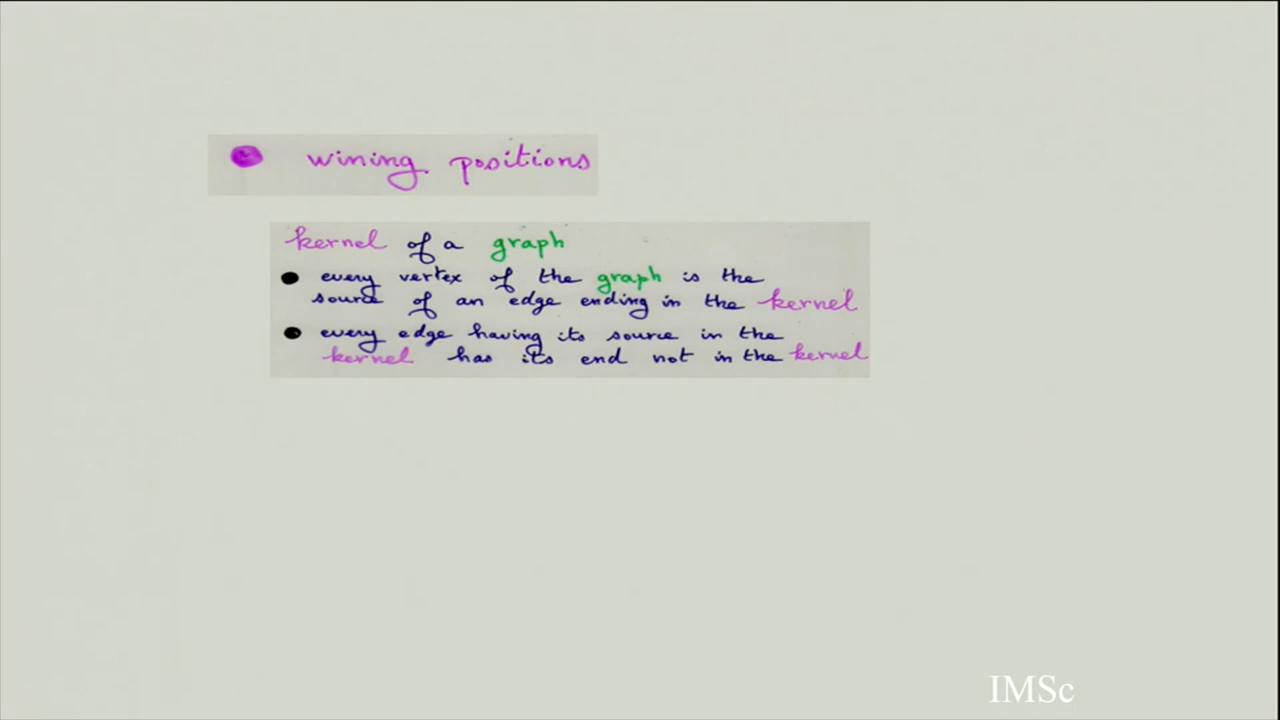 ● wining positions
kernel of a graph
● every vertex of the graph is the
source of an edge ending in the kernel
● every edge having its source in the
kernel has its end not in the kernel
IMSc